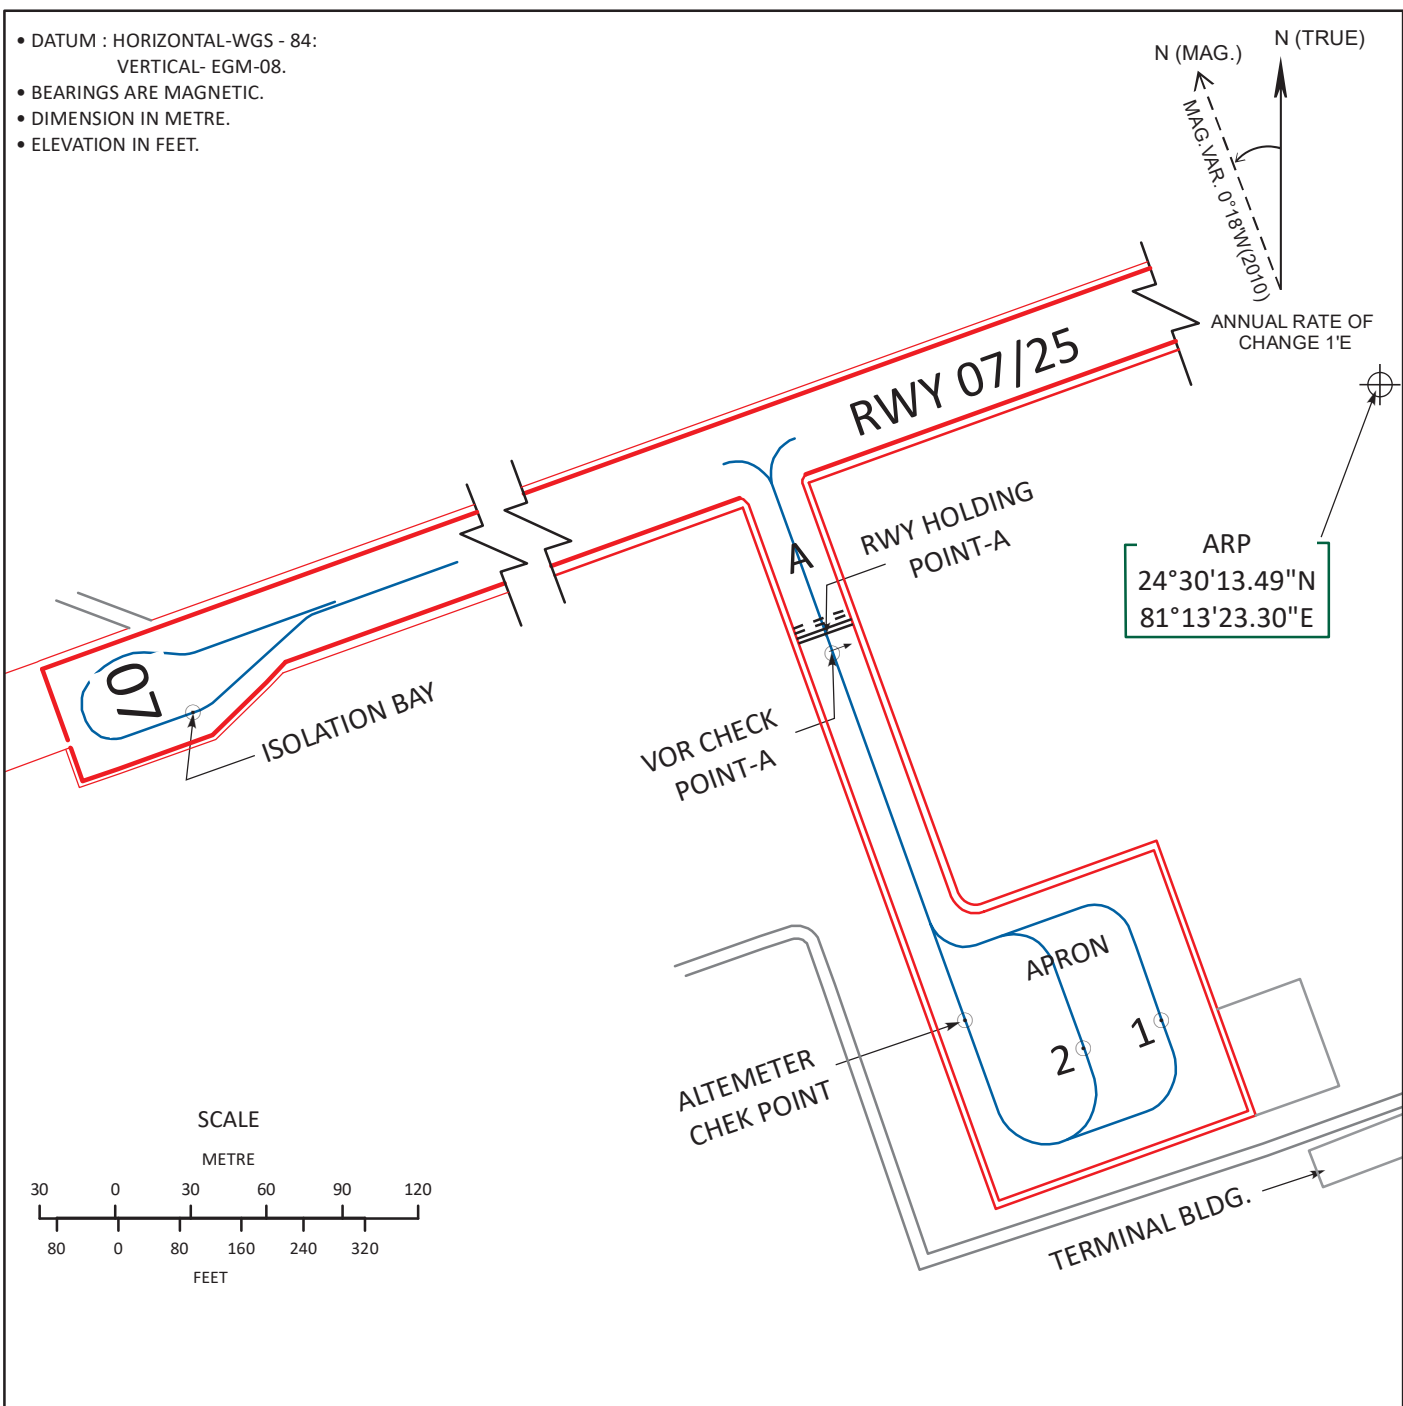 • DATUM : HORIZONTAL-WGS - 84:
VERTICAL- EGM-08.
• BEARINGS ARE MAGNETIC.
• DIMENSION IN METRE.
• ELEVATION IN FEET.
N (MAG.)
N (TRUE)
MAG.VAR. 0°18'W(2010)
ANNUAL RATE OF
CHANGE 1'E
RWY 07/25
ARP
24°30'13.49"N
81°13'23.30"E
RWY HOLDING
POINT-A
A
07
ISOLATION BAY
VOR CHECK
POINT-A
APRON
1
2
ALTEMETER
CHEK POINT
TERMINAL BLDG.
SCALE
METRE
30 0 30 60 90 120
80 0 80 160 240 320
FEET